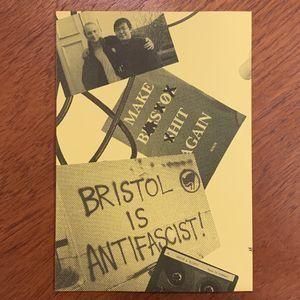 MAKE
BRISTOL
SHIT
AGAIN
BRISTOL
IS
ANTIFASCIST!